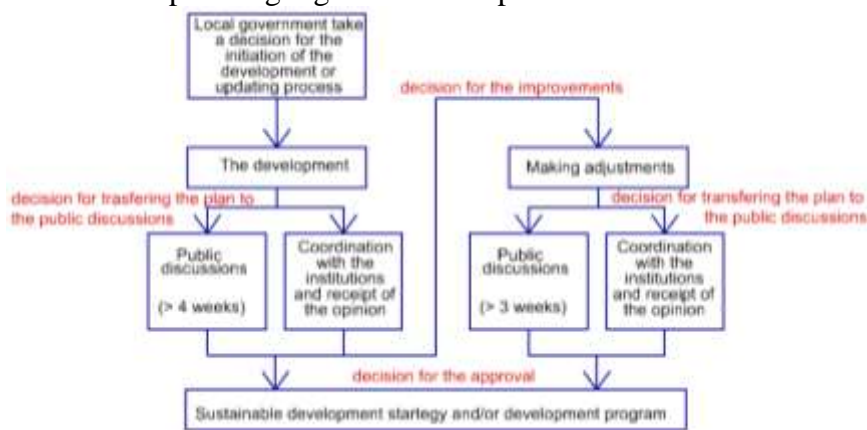 Local government take
a decision for the
initiation of the
development or
updating process
decision for the improvements
The development
Making adjustments
decision for trasfering the plan to
the public discussions
decision for transfering the plan to
the public discussions
Public
discussions
(> 4 weeks)
Coordination
with the
institutions
and receipt of
the opinion
Public
discussions
(> 3 weeks)
Coordination
with the
institutions
and receipt of
the opinion
decision for the approval
Sustainable development startegy and/or development program